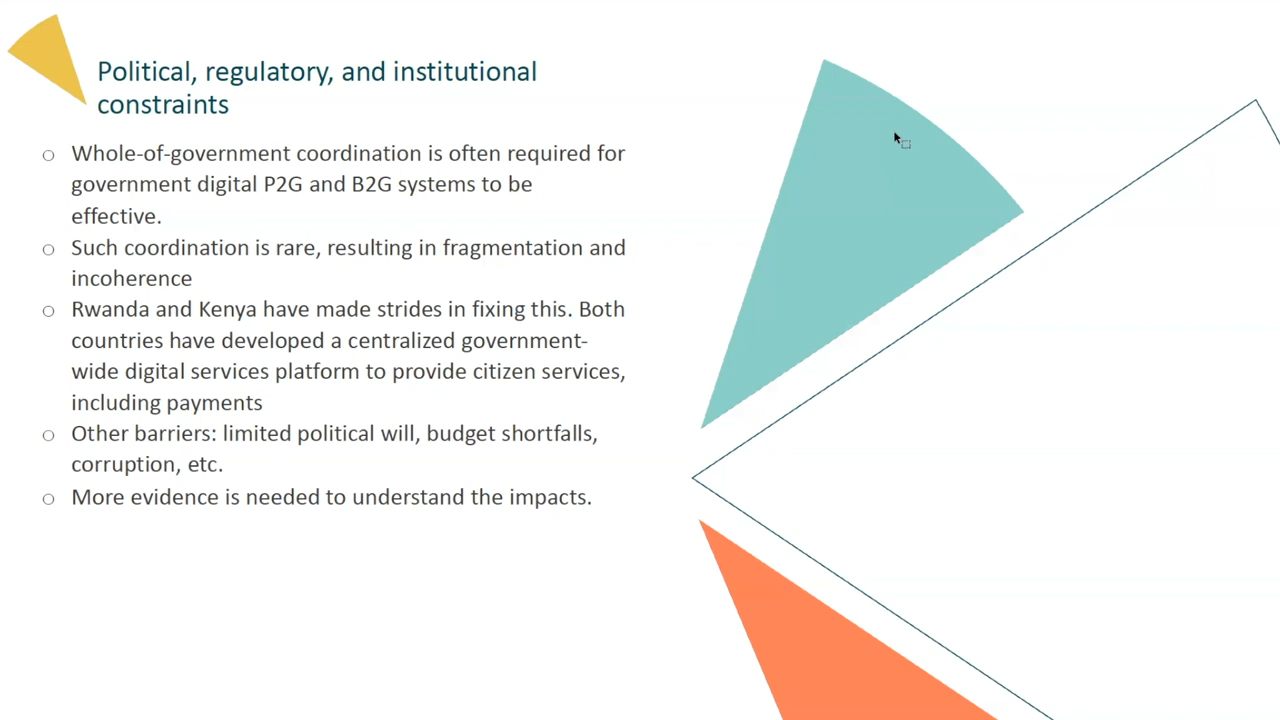 Political, regulatory, and institutional
constraints
○ Whole-of-government coordination is often required for
government digital P2G and B2G systems to be
effective.
○ Such coordination is rare, resulting in fragmentation and
incoherence
○ Rwanda and Kenya have made strides in fixing this. Both
countries have developed a centralized government-
wide digital services platform to provide citizen services,
including payments
○ Other barriers: limited political will, budget shortfalls,
corruption, etc.
○ More evidence is needed to understand the impacts.